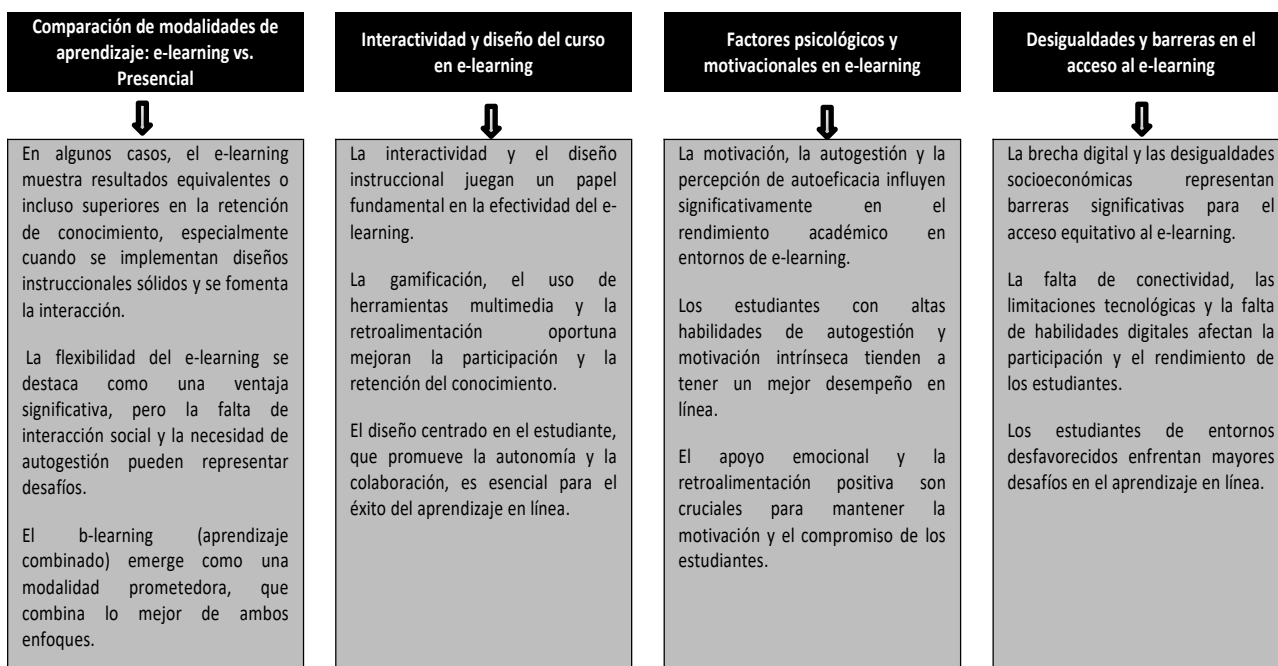 Comparación de modalidades de
aprendizaje: e-learning vs.
Presencial
En algunos casos, el e-learning
muestra resultados equivalentes o
incluso superiores en la retención
de conocimiento, especialmente
cuando se implementan diseños
instruccionales sólidos y se fomenta
la interacción.
La flexibilidad del e-learning se
destaca como una ventaja
significativa, pero la falta de
interacción social y la necesidad de
autogestión pueden representar
desafíos.
El b-learning (aprendizaje
combinado) emerge como una
modalidad prometedora, que
combina lo mejor de ambos
enfoques.
Interactividad y diseño del curso
en e-learning
La interactividad y el diseño
instruccional juegan un papel
fundamental en la efectividad del e-
learning.
La gamificación, el uso de
herramientas multimedia y la
retroalimentación oportuna
mejoran la participación y la
retención del conocimiento.
El diseño centrado en el estudiante,
que promueve la autonomía y la
colaboración, es esencial para el
éxito del aprendizaje en línea.
Factores psicológicos y
motivacionales en e-learning
La motivación, la autogestión y la
percepción de autoeficacia influyen
significativamente en el
rendimiento académico en
entornos de e-learning.
Los estudiantes con altas
habilidades de autogestión y
motivación intrínseca tienden a
tener un mejor desempeño en
línea.
El apoyo emocional y la
retroalimentación positiva son
cruciales para mantener la
motivación y el compromiso de los
estudiantes.
Desigualdades y barreras en el
acceso al e-learning
La brecha digital y las desigualdades
socioeconómicas representan
barreras significativas para el
acceso equitativo al e-learning.
La falta de conectividad, las
limitaciones tecnológicas y la falta
de habilidades digitales afectan la
participación y el rendimiento de
los estudiantes.
Los estudiantes de entornos
desfavorecidos enfrentan mayores
desafíos en el aprendizaje en línea.